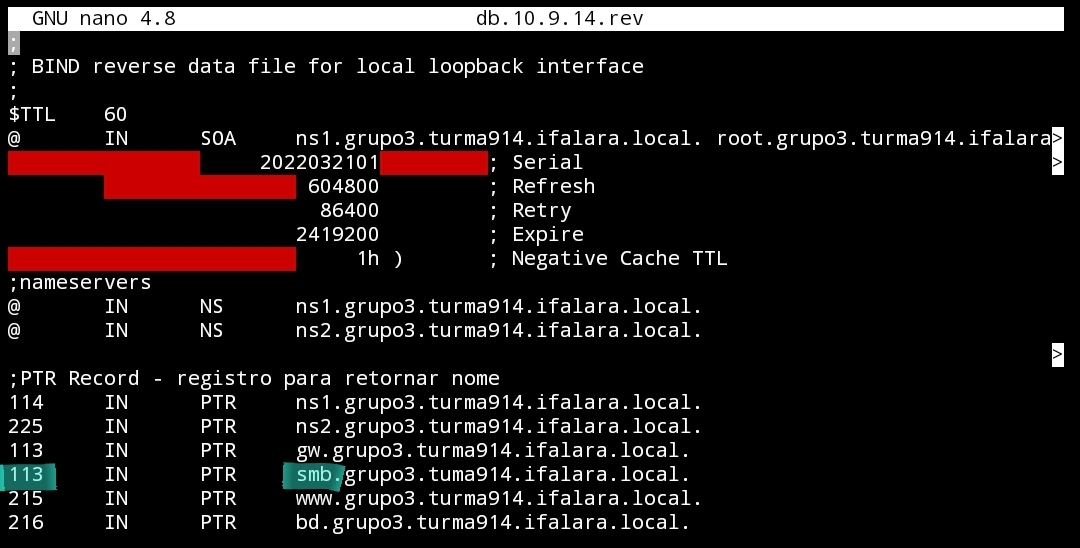 GNU nano 4.8 db.10.9.14.rev
;
; BIND reverse data file for local loopback interface
;
$TTL 60
@ IN SOA ns1.grupo3.turma914.ifalara.local. root.grupo3.turma914.ifalara>
2022032101 ; Serial >
604800 ; Refresh
86400 ; Retry
2419200 ; Expire
1h ) ; Negative Cache TTL
;nameservers
@ IN NS ns1.grupo3.turma914.ifalara.local.
@ IN NS ns2.grupo3.turma914.ifalara.local.
>
;PTR Record - registro para retornar nome
114 IN PTR ns1.grupo3.turma914.ifalara.local.
225 IN PTR ns2.grupo3.turma914.ifalara.local.
113 IN PTR gw.grupo3.turma914.ifalara.local.
113 IN PTR smb.grupo3.tuma914.ifalara.local.
215 IN PTR www.grupo3.turma914.ifalara.local.
216 IN PTR bd.grupo3.turma914.ifalara.local.